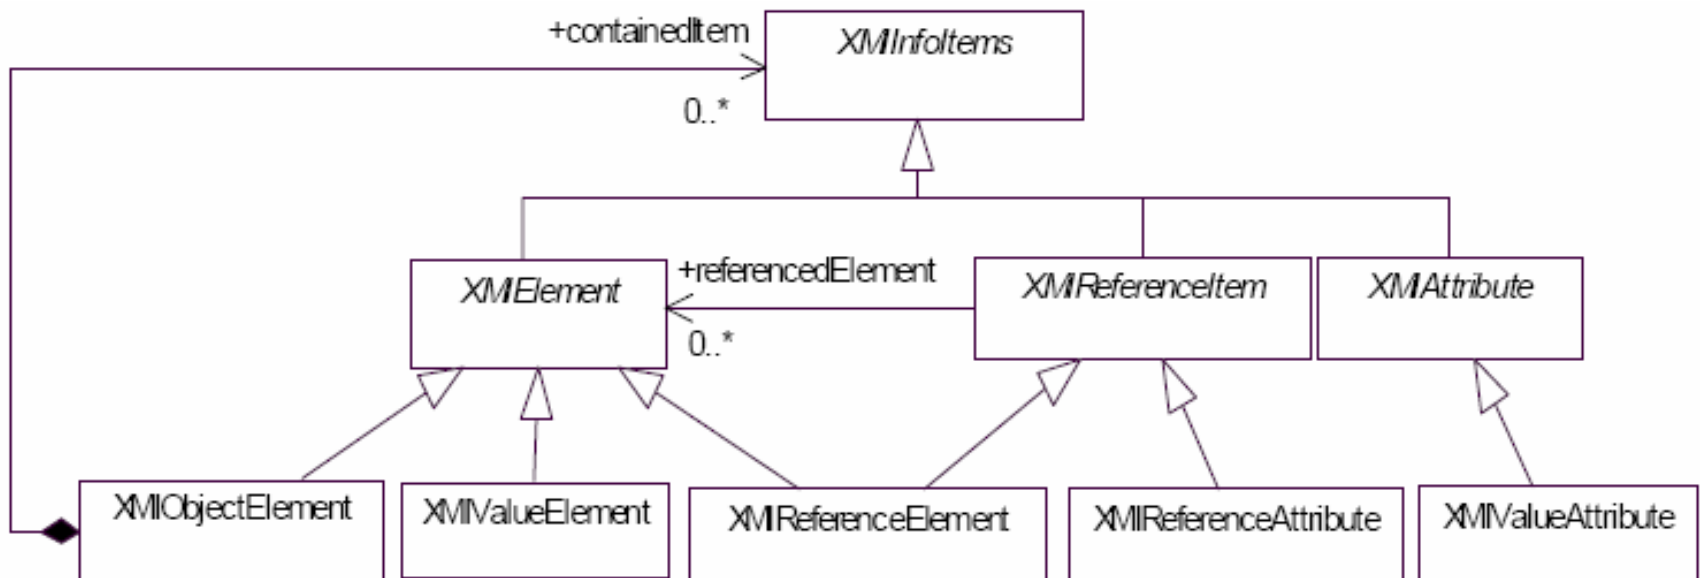 +containedItem
XMIInfoItems
0..*
+referencedElement
XMIElement
XMIReferenceItem
XMIAttribute
0..*
XMIObjectElement
XMIValueElement
XMIReferenceElement
XMIReferenceAttribute
XMIValueAttribute